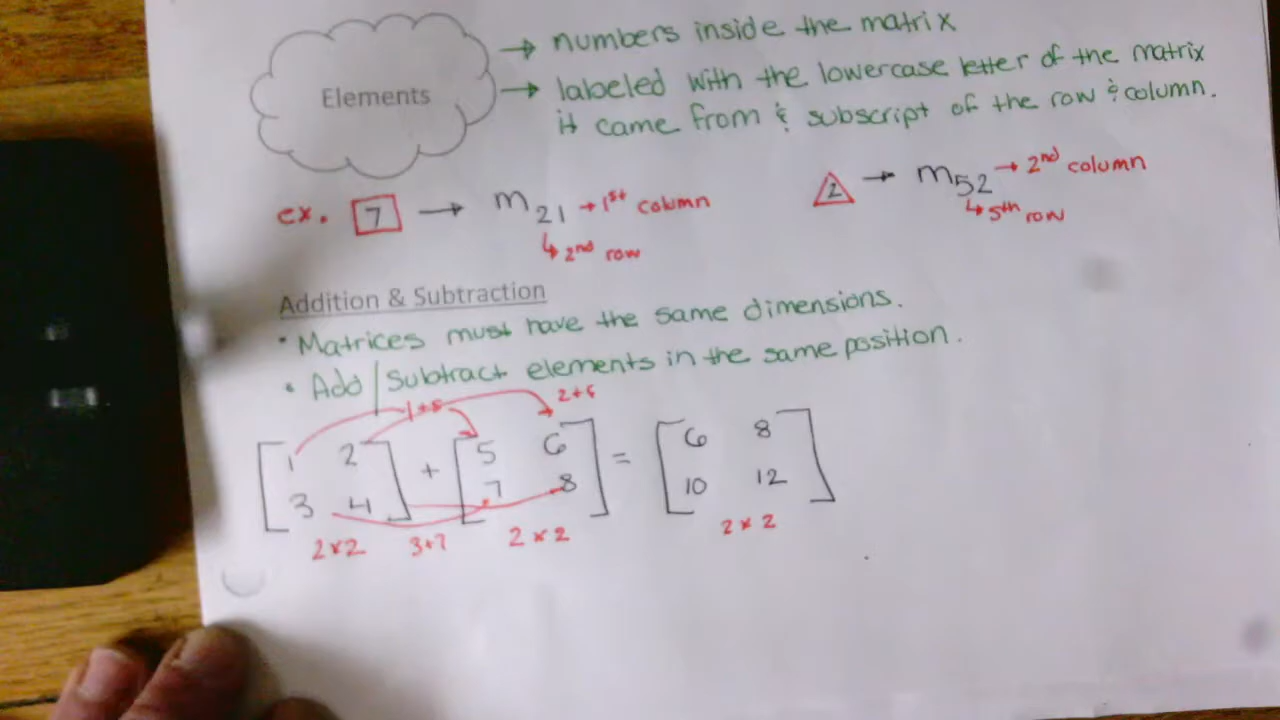 Elements
→ numbers inside the matrix
→ labeled with the lowercase letter of the matrix
it came from & subscript of the row & column.
ex. 7 → m21 → 1st column
↳ 2nd row
2 → m52 → 2nd column
↳ 5th row
Addition & Subtraction
• Matrices must have the same dimensions.
• Add/Subtract elements in the same position.
1+5 2+6
[1 2] + [5 6] = [6 8]
[3 4] [7 8] [10 12]
2×2 3+7 2×2 2×2